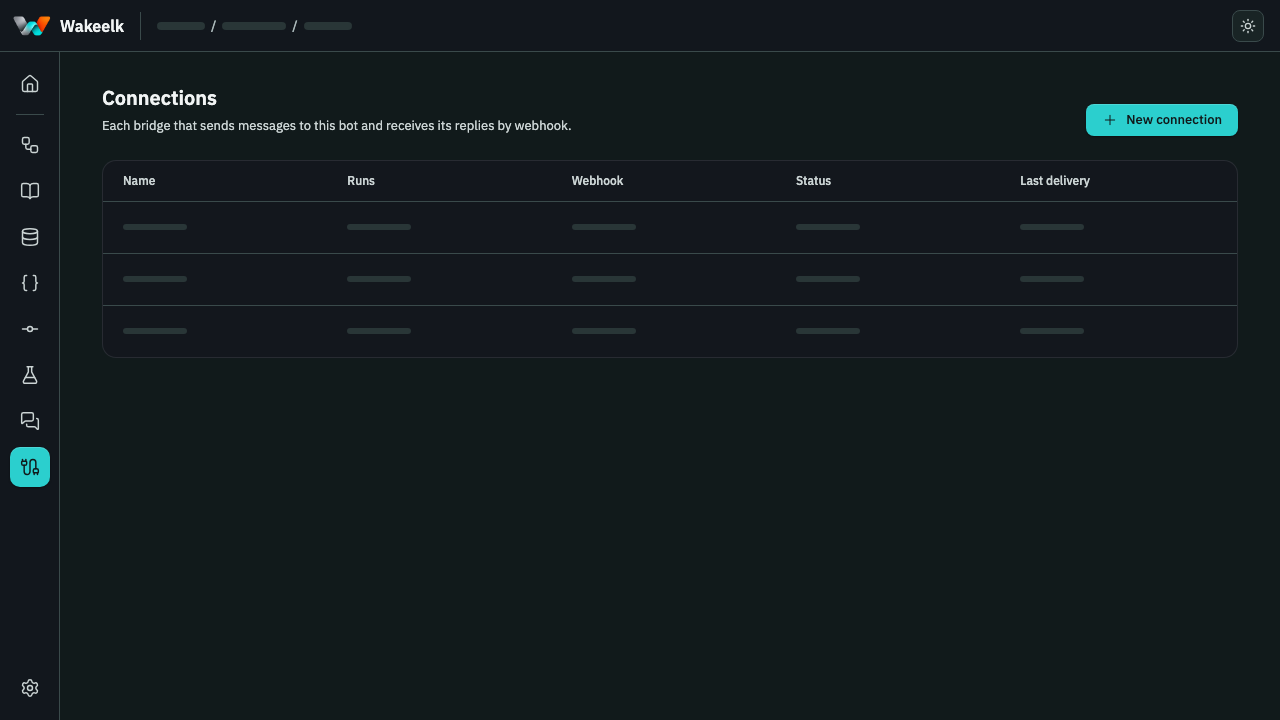 Wakeelk / /
Connections
Each bridge that sends messages to this bot and receives its replies by webhook.
New connection
Name Runs Webhook Status Last delivery